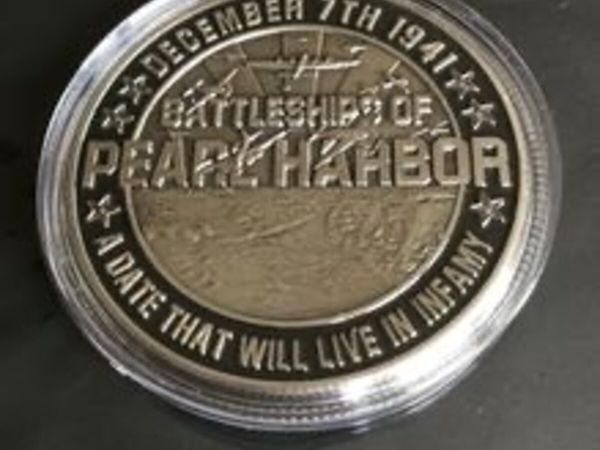 DECEMBER 7TH 1941
BATTLESHIPS OF
PEARL HARBOR
A DATE THAT WILL LIVE IN INFAMY